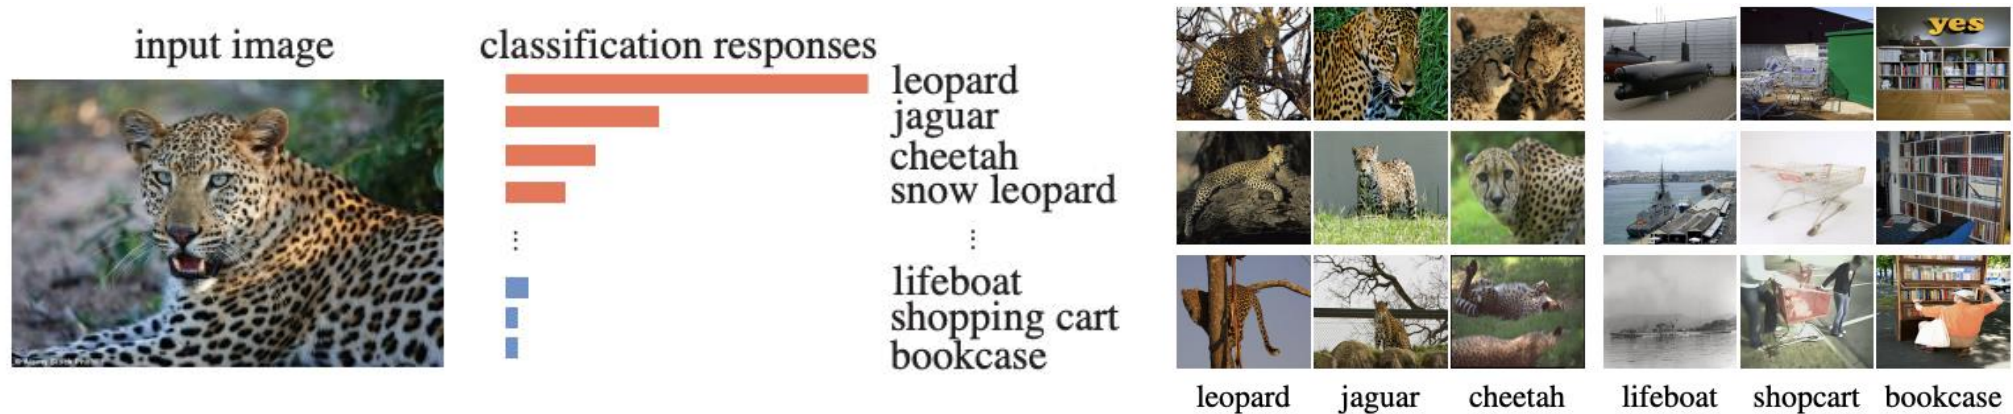 input image
classification responses
leopard
jaguar
cheetah
snow leopard
lifeboat
shopping cart
bookcase
yes
leopard jaguar cheetah lifeboat shopcart bookcase